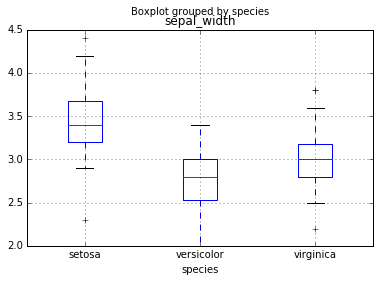 Boxplot grouped by species
sepal_width
4.5
4.0
3.5
3.0
2.5
2.0
setosa versicolor virginica
species